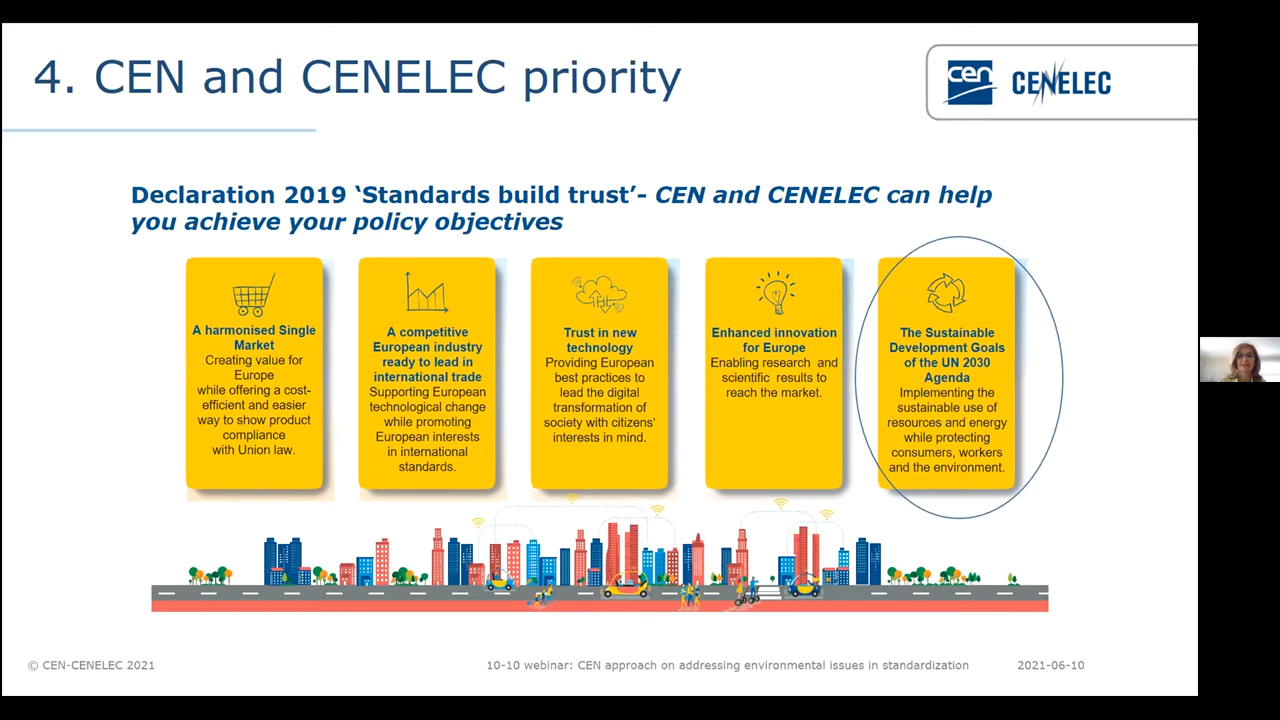 4. CEN and CENELEC priority
cen
CENELEC
Declaration 2019 ‘Standards build trust’- CEN and CENELEC can help
you achieve your policy objectives
A harmonised Single
Market
Creating value for
Europe
while offering a cost-
efficient and easier
way to show product
compliance
with Union law.
A competitive
European industry
ready to lead in
international trade
Supporting European
technological change
while promoting
European interests
in international
standards.
Trust in new
technology
Providing European
best practices to
lead the digital
transformation of
society with citizens’
interests in mind.
Enhanced innovation
for Europe
Enabling research and
scientific results to
reach the market.
The Sustainable
Development Goals
of the UN 2030
Agenda
Implementing the
sustainable use of
resources and energy
while protecting
consumers, workers
and the environment.
© CEN-CENELEC 2021
10-10 webinar: CEN approach on addressing environmental issues in standardization
2021-06-10